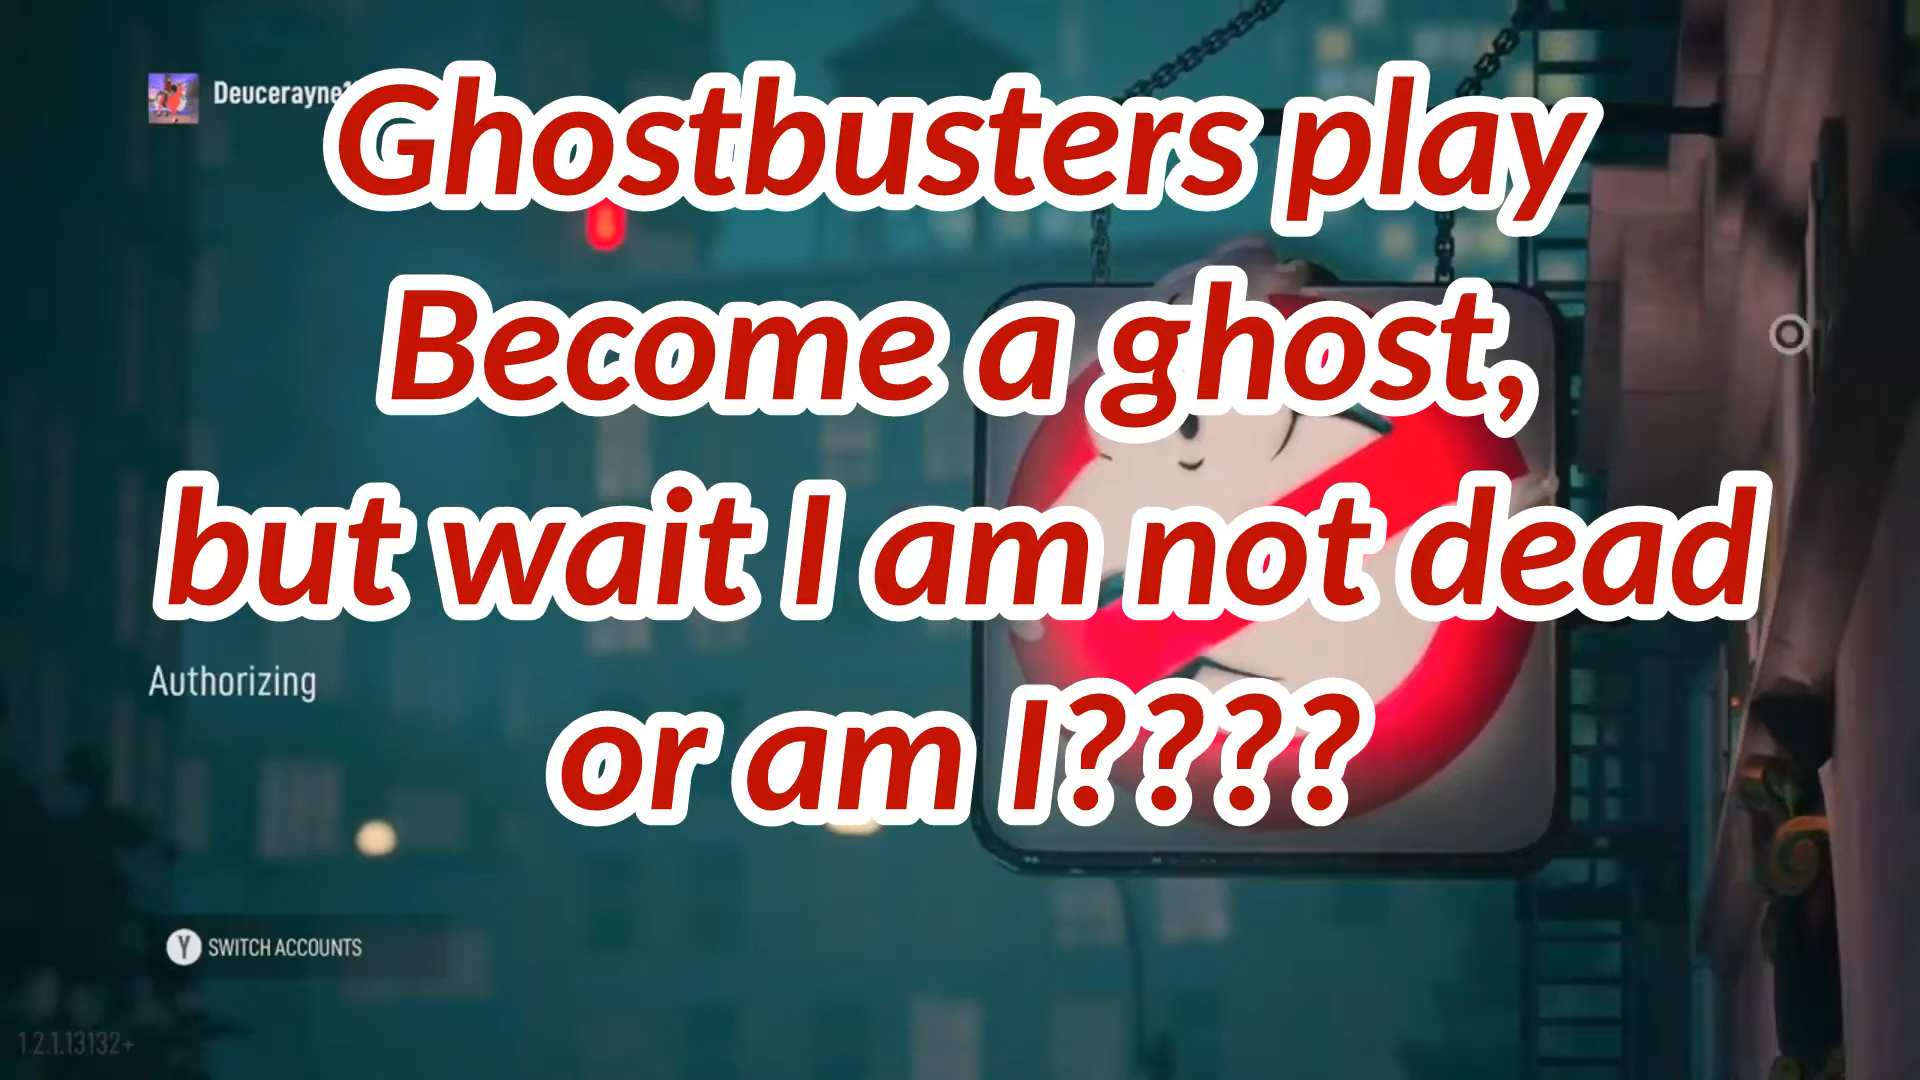 Deucerayne
Ghostbusters play
Become a ghost,
but wait I am not dead
Authorizing
or am I????
Y SWITCH ACCOUNTS
1.2.1.13132+